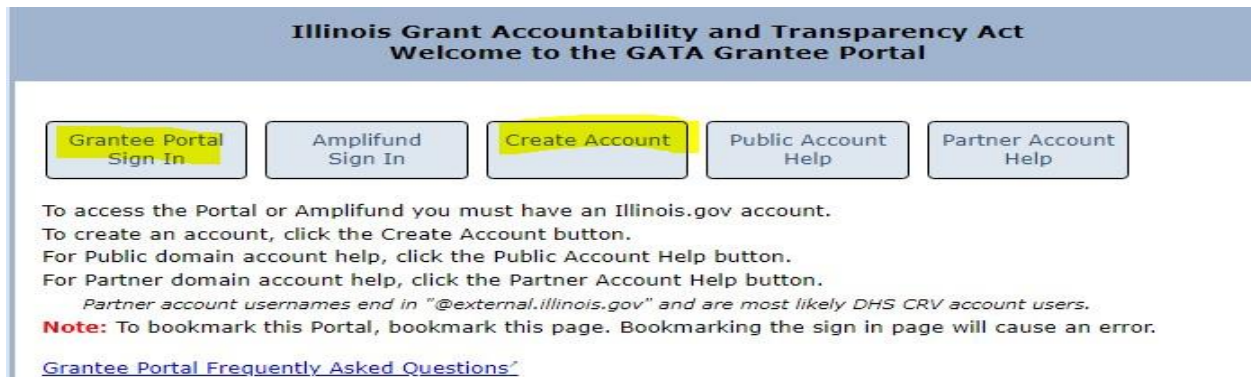 Illinois Grant Accountability and Transparency Act
Welcome to the GATA Grantee Portal
Grantee Portal
Sign In
Amplifund
Sign In
Create Account
Public Account
Help
Partner Account
Help
To access the Portal or Amplifund you must have an Illinois.gov account.
To create an account, click the Create Account button.
For Public domain account help, click the Public Account Help button.
For Partner domain account help, click the Partner Account Help button.
Partner account usernames end in "@external.illinois.gov" and are most likely DHS CRV account users.
Note: To bookmark this Portal, bookmark this page. Bookmarking the sign in page will cause an error.
Grantee Portal Frequently Asked Questions